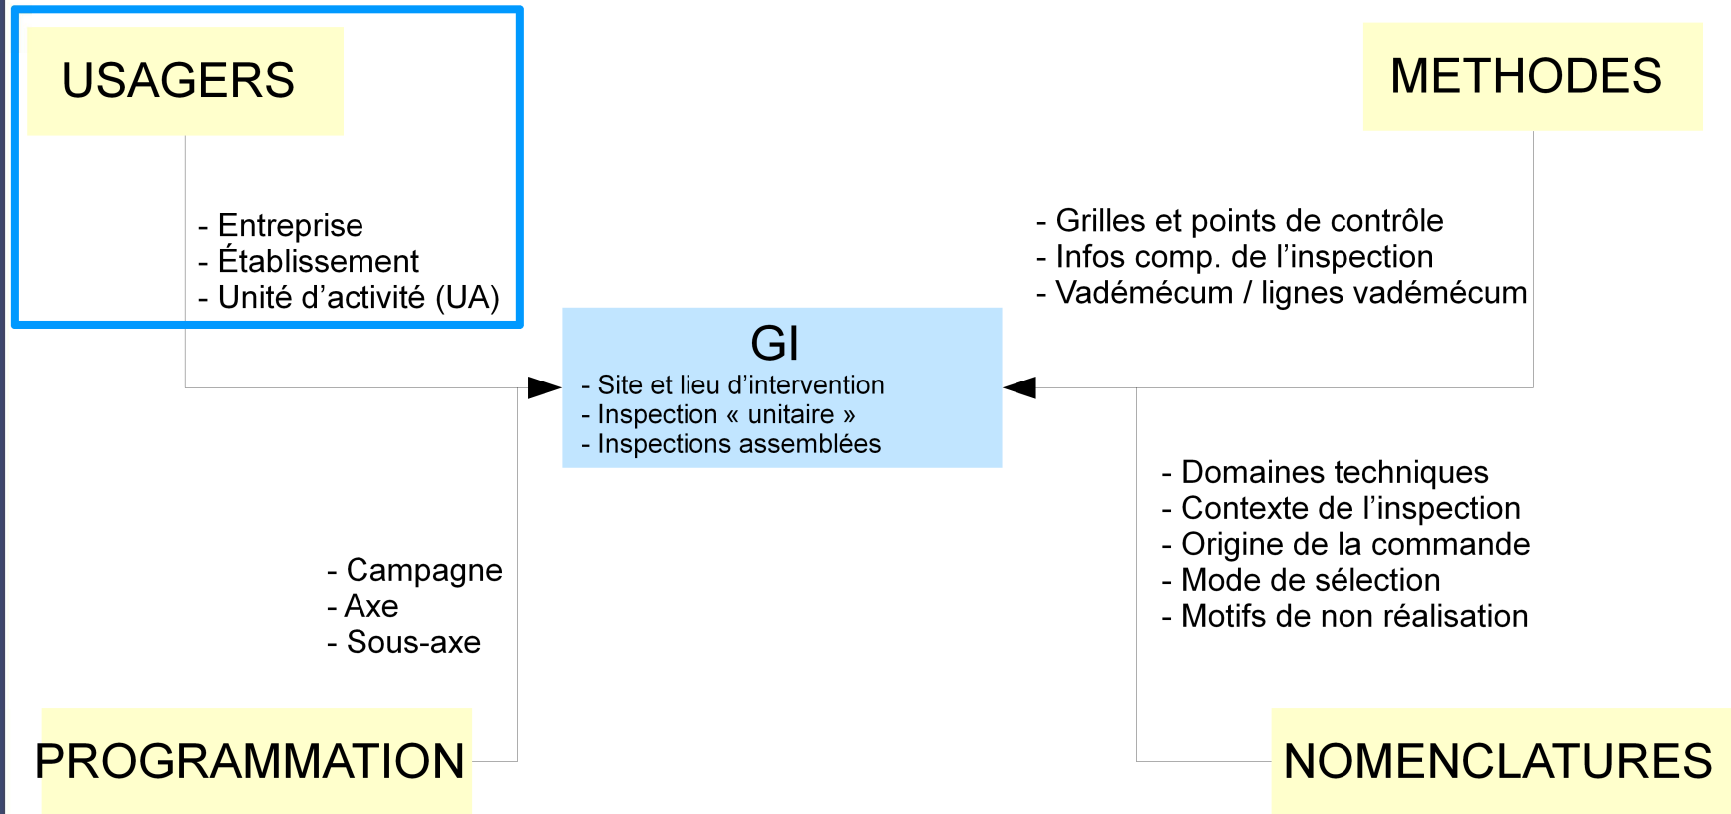 USAGERS
- Entreprise
- Établissement
- Unité d’activité (UA)
METHODES
- Grilles et points de contrôle
- Infos comp. de l’inspection
- Vadémécum / lignes vadémécum
GI
- Site et lieu d’intervention
- Inspection « unitaire »
- Inspections assemblées
- Campagne
- Axe
- Sous-axe
PROGRAMMATION
- Domaines techniques
- Contexte de l’inspection
- Origine de la commande
- Mode de sélection
- Motifs de non réalisation
NOMENCLATURES